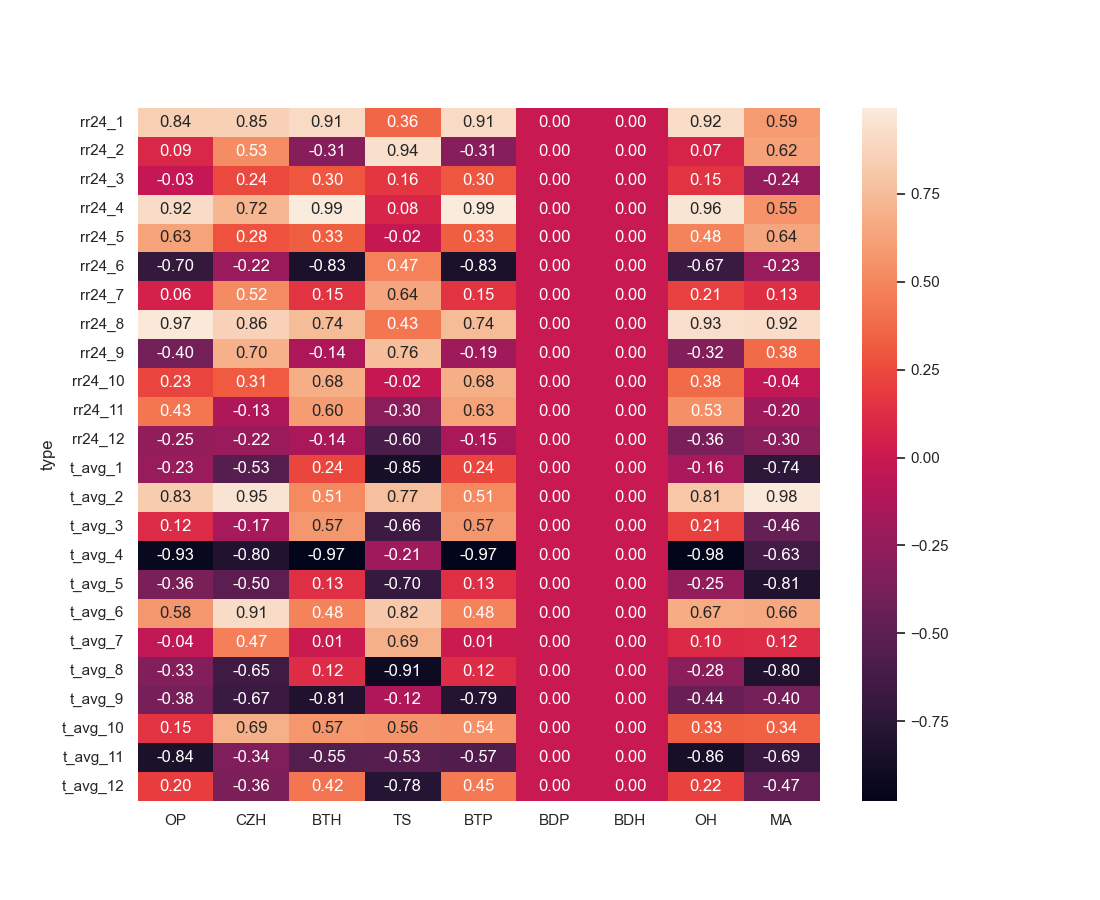 rr24_1 0.84 0.85 0.91 0.36 0.91 0.00 0.00 0.92 0.59
rr24_2 0.09 0.53 -0.31 0.94 -0.31 0.00 0.00 0.07 0.62
rr24_3 -0.03 0.24 0.30 0.16 0.30 0.00 0.00 0.15 -0.24
rr24_4 0.92 0.72 0.99 0.08 0.99 0.00 0.00 0.96 0.55
rr24_5 0.63 0.28 0.33 -0.02 0.33 0.00 0.00 0.48 0.64
rr24_6 -0.70 -0.22 -0.83 0.47 -0.83 0.00 0.00 -0.67 -0.23
rr24_7 0.06 0.52 0.15 0.64 0.15 0.00 0.00 0.21 0.13
rr24_8 0.97 0.86 0.74 0.43 0.74 0.00 0.00 0.93 0.92
rr24_9 -0.40 0.70 -0.14 0.76 -0.19 0.00 0.00 -0.32 0.38
rr24_10 0.23 0.31 0.68 -0.02 0.68 0.00 0.00 0.38 -0.04
rr24_11 0.43 -0.13 0.60 -0.30 0.63 0.00 0.00 0.53 -0.20
rr24_12 -0.25 -0.22 -0.14 -0.60 -0.15 0.00 0.00 -0.36 -0.30
t_avg_1 -0.23 -0.53 0.24 -0.85 0.24 0.00 0.00 -0.16 -0.74
t_avg_2 0.83 0.95 0.51 0.77 0.51 0.00 0.00 0.81 0.98
t_avg_3 0.12 -0.17 0.57 -0.66 0.57 0.00 0.00 0.21 -0.46
t_avg_4 -0.93 -0.80 -0.97 -0.21 -0.97 0.00 0.00 -0.98 -0.63
t_avg_5 -0.36 -0.50 0.13 -0.70 0.13 0.00 0.00 -0.25 -0.81
t_avg_6 0.58 0.91 0.48 0.82 0.48 0.00 0.00 0.67 0.66
t_avg_7 -0.04 0.47 0.01 0.69 0.01 0.00 0.00 0.10 0.12
t_avg_8 -0.33 -0.65 0.12 -0.91 0.12 0.00 0.00 -0.28 -0.80
t_avg_9 -0.38 -0.67 -0.81 -0.12 -0.79 0.00 0.00 -0.44 -0.40
t_avg_10 0.15 0.69 0.57 0.56 0.54 0.00 0.00 0.33 0.34
t_avg_11 -0.84 -0.34 -0.55 -0.53 -0.57 0.00 0.00 -0.86 -0.69
t_avg_12 0.20 -0.36 0.42 -0.78 0.45 0.00 0.00 0.22 -0.47
OP CZH BTH TS BTP BDP BDH OH MA
type
0.75
0.50
0.25
0.00
-0.25
-0.50
-0.75